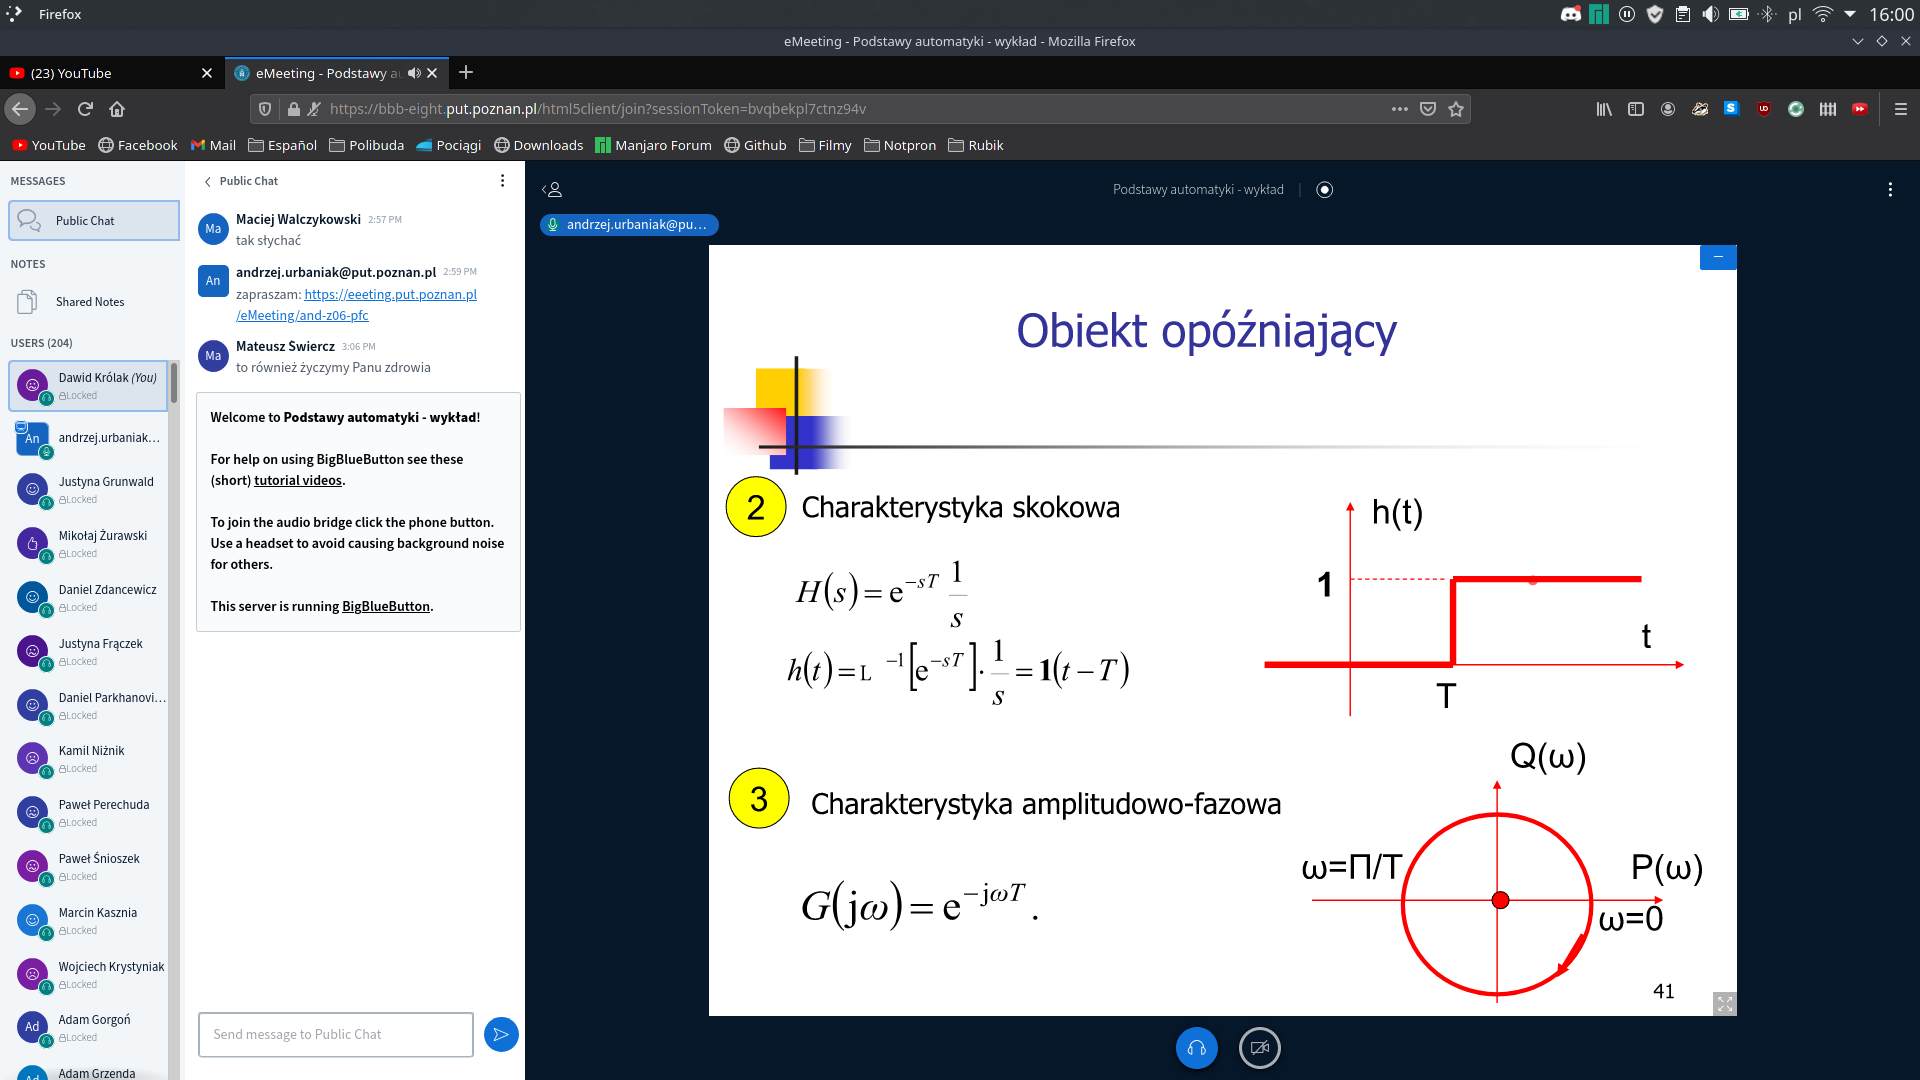 Firefox
pl
16:00
eMeeting - Podstawy automatyki - wykład - Mozilla Firefox
(23) YouTube
eMeeting - Podstawy au
https://bbb-eight.put.poznan.pl/html5client/join?sessionToken=bvqbekpl7ctnz94v
YouTube Facebook Mail Español Polibuda Pociągi Downloads Manjaro Forum Github Filmy Notpron Rubik
MESSAGES
Public Chat
NOTES
Shared Notes
USERS (204)
Dawid Królak (You)
Locked
An
andrzej.urbaniak…
Justyna Grunwald
Locked
Mikołaj Żurawski
Locked
Daniel Zdancewicz
Locked
Justyna Frączek
Locked
Daniel Parkhanovi…
Locked
Kamil Niżnik
Locked
Paweł Perechuda
Locked
Paweł Śnioszek
Locked
Marcin Kasznia
Locked
Wojciech Krystyniak
Locked
Ad
Adam Gorgoń
Locked
Ad
Adam Grzenda
Public Chat
Ma
Maciej Walczykowski 2:57 PM
tak słychać
An
andrzej.urbaniak@put.poznan.pl 2:59 PM
zapraszam: https://eeeting.put.poznan.pl
/eMeeting/and-z06-pfc
Ma
Mateusz Świercz 3:06 PM
to również życzymy Panu zdrowia
Welcome to Podstawy automatyki - wykład!
For help on using BigBlueButton see these
(short) tutorial videos.
To join the audio bridge click the phone button.
Use a headset to avoid causing background noise
for others.
This server is running BigBlueButton.
Send message to Public Chat
Podstawy automatyki - wykład
andrzej.urbaniak@pu…
Obiekt opóźniający
2 Charakterystyka skokowa
H(s) = e^{-sT} 1/s
h(t) = L^{-1}[e^{-sT}]·1/s = 1(t − T)
h(t)
1
t
T
3 Charakterystyka amplitudowo-fazowa
G(jω) = e^{-jωT}.
Q(ω)
ω=Π/T
P(ω)
ω=0
41